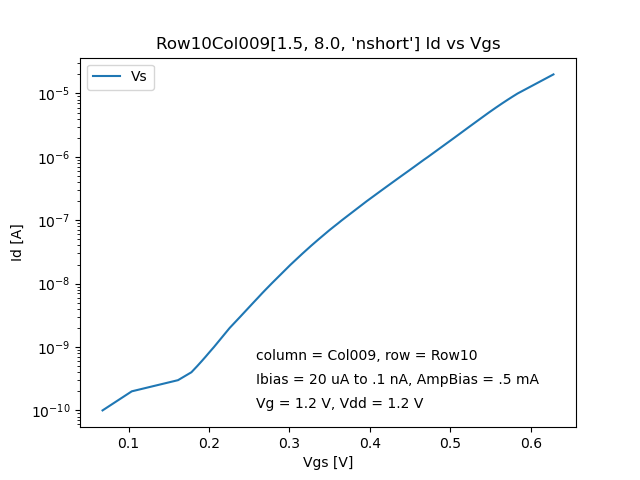 Row10Col009[1.5, 8.0, 'nshort'] Id vs Vgs
Vs
Id [A]
10⁻⁵
10⁻⁶
10⁻⁷
10⁻⁸
10⁻⁹
10⁻¹⁰
column = Col009, row = Row10
Ibias = 20 uA to .1 nA, AmpBias = .5 mA
Vg = 1.2 V, Vdd = 1.2 V
0.1 0.2 0.3 0.4 0.5 0.6
Vgs [V]